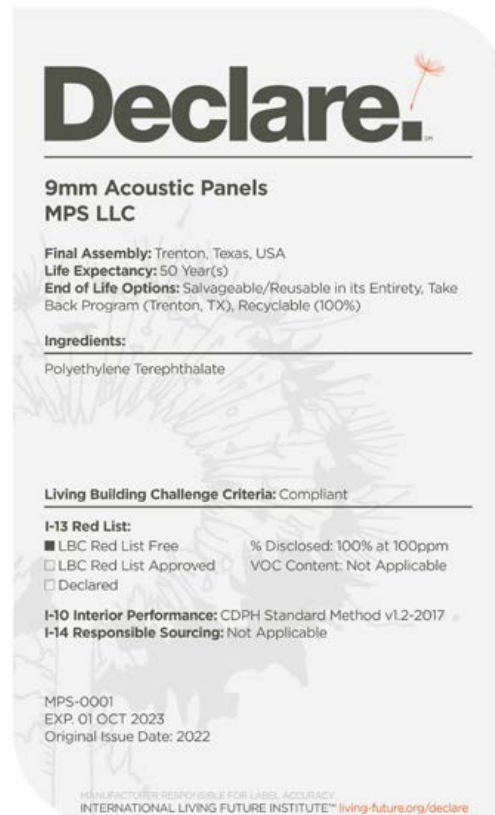 Declare.
SM
9mm Acoustic Panels
MPS LLC
Final Assembly: Trenton, Texas, USA
Life Expectancy: 50 Year(s)
End of Life Options: Salvageable/Reusable in its Entirety, Take
Back Program (Trenton, TX), Recyclable (100%)
Ingredients:
Polyethylene Terephthalate
Living Building Challenge Criteria: Compliant
I-13 Red List:
■ LBC Red List Free % Disclosed: 100% at 100ppm
□ LBC Red List Approved VOC Content: Not Applicable
□ Declared
I-10 Interior Performance: CDPH Standard Method v1.2-2017
I-14 Responsible Sourcing: Not Applicable
MPS-0001
EXP. 01 OCT 2023
Original Issue Date: 2022
MANUFACTURER RESPONSIBLE FOR LABEL ACCURACY
INTERNATIONAL LIVING FUTURE INSTITUTE™ living-future.org/declare